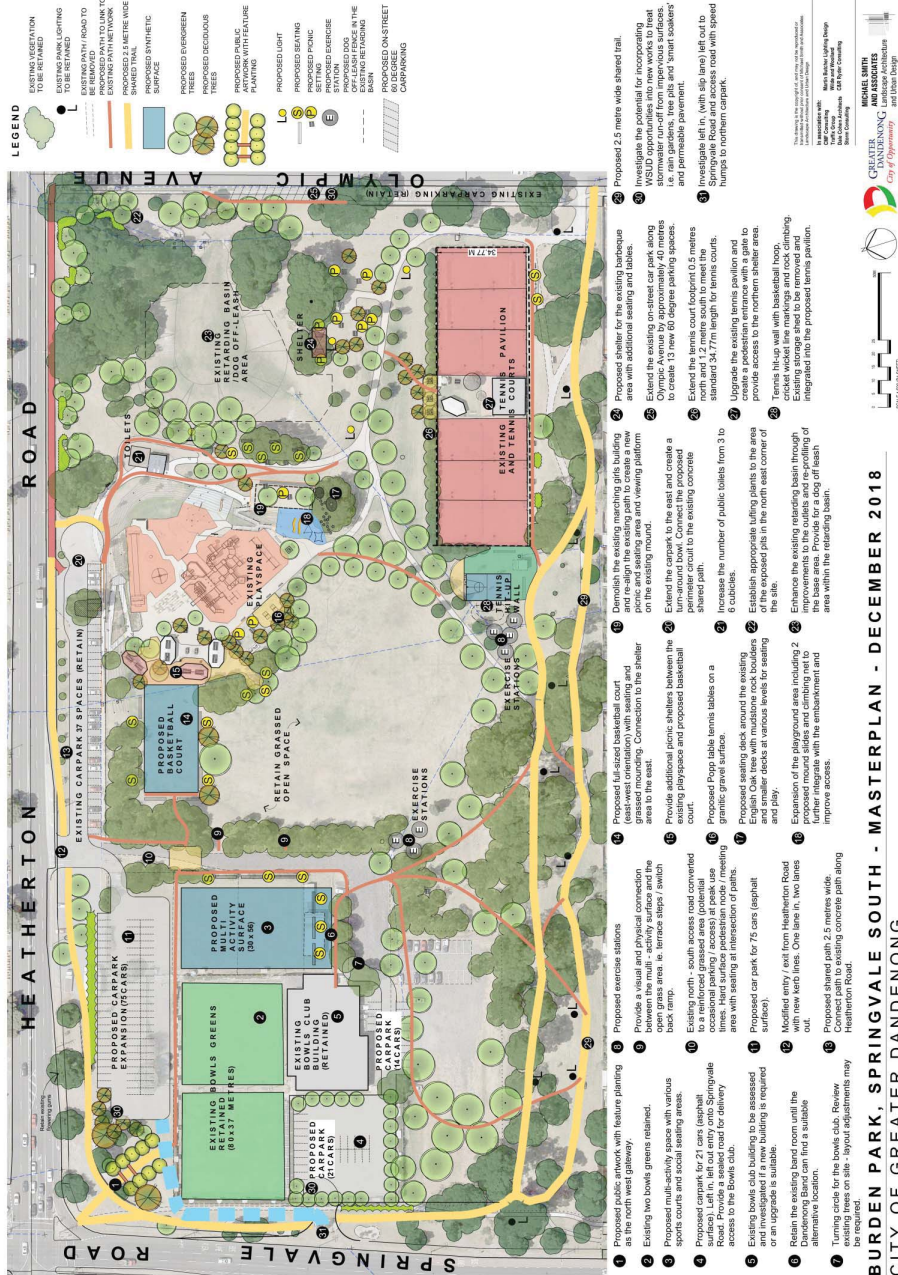 HEATHERTON ROAD
SPRINGVALE ROAD
OLYMPIC AVENUE
EXISTING CARPARKING (RETAIN)
Retain existing
flowering gums
PROPOSED CARPARK
EXPANSION (75CARS)
EXISTING CARPARK 37 SPACES (RETAIN)
EXISTING BOWLS GREENS
RETAINED
(80x37 METRES)
PROPOSED
MULTI
ACTIVITY
SURFACE
(30 x 56)
EXISTING
BOWLS CLUB
BUILDING
(RETAINED)
PROPOSED
CARPARK
(14CARS)
PROPOSED
CARPARK
(21CARS)
PROPOSED
BASKETBALL
COURT
RETAIN GRASSED
OPEN SPACE
EXERCISE
STATIONS
EXISTING
PLAYSPACE
TOILETS
EXISTING
RETARDING BASIN
/DOG OFF-LEASH
AREA
SHELTER
EXISTING TENNIS PAVILION
AND TENNIS COURTS
34.77 M
TENNIS
HIT-UP
WALL
EXERCISE
STATIONS
LEGEND
EXISTING VEGETATION
TO BE RETAINED
EXISTING PARK LIGHTING
TO BE RETAINED
EXISTING PATH / ROAD TO
BE REMOVED
PROPOSED PATH TO LINK TO
EXISTING PATH NETWORK
PROPOSED 2.5 METRE WIDE
SHARED TRAIL
PROPOSED SYNTHETIC
SURFACE
PROPOSED EVERGREEN
TREES
PROPOSED DECIDUOUS
TREES
PROPOSED PUBLIC
ARTWORK WITH FEATURE
PLANTING
PROPOSED LIGHT
PROPOSED SEATING
PROPOSED PICNIC
SETTING
PROPOSED EXERCISE
STATION
PROPOSED DOG
OFF-LEASH FENCE IN THE
EXISTING RETARDING
BASIN
PROPOSED ON-STREET
60 DEGREE
CARPARKING
1 Proposed public artwork with feature planting
as the north west gateway.
2 Existing two bowls greens retained.
3 Proposed multi-activity space with various
sports courts and social seating areas.
4 Proposed carpark for 21 cars (asphalt
surface). Left in, left out entry onto Springvale
Road. Provide a sealed road for delivery
access to the Bowls club.
5 Existing bowls club building to be assessed
and investigated if a new building is required
or an upgrade is suitable.
6 Retain the existing band room until the
Dandenong Band can find a suitable
alternative location.
7 Turning circle for the bowls club. Review
existing trees on site - layout adjustments may
be required.
8 Proposed exercise stations
9 Provide a visual and physical connection
between the multi - activity surface and the
open grass area. ie. terrace steps / switch
back ramp.
10 Existing north - south access road converted
to a reinforced grassed area (potential
occasional parking / access) at peak use
times. Hard surface pedestrian node / meeting
area with seating at intersection of paths.
11 Proposed car park for 75 cars (asphalt
surface).
12 Modified entry / exit from Heatherton Road
with new kerb lines. One lane in, two lanes
out.
13 Proposed shared path 2.5 metres wide.
Connect path to existing concrete path along
Heatherton Road.
14 Proposed full-sized basketball court
(east-west orientation) with seating and
grassed mounding. Connection to the shelter
area to the east.
15 Provide additional picnic shelters between the
existing playspace and proposed basketball
court.
16 Proposed Popp table tennis tables on a
granitic gravel surface.
17 Proposed seating deck around the existing
English Oak tree with mudstone rock boulders
and smaller decks at various levels for seating
and play.
18 Expansion of the playground area including 2
proposed mound slides and climbing net to
further integrate with the embankment and
improve access.
19 Demolish the existing marching girls building
and re-align the existing path to create a new
picnic and seating area and viewing platform
on the existing mound.
20 Extend the carpark to the east and create a
turn-around bowl. Connect the proposed
perimeter circuit to the existing concrete
shared path.
21 Increase the number of public toilets from 3 to
6 cubicles.
22 Establish appropriate tufting plants to the area
of the exposed pits in the north east corner of
the site.
23 Enhance the existing retarding basin through
improvements to the outlets and re-profiling of
the base area. Provide for a dog off leash
area within the retarding basin.
24 Proposed shelter for the existing barbeque
area with additional seating and tables.
25 Extend the existing on-street car park along
Olympic Avenue by approximately 40 metres
to create 13 new 60 degree parking spaces.
26 Extend the tennis court footprint 0.5 metres
north and 1.2 metre south to meet the
standard 34.77m length for tennis courts.
27 Upgrade the existing tennis pavilion and
create a pedestrian entrance with a gate to
provide access to the northern shelter area.
28 Tennis hit-up wall with basketball hoop,
cricket wicket line markings and rock climbing.
Existing storage shed to be removed and
integrated into the proposed tennis pavilion.
29 Proposed 2.5 metre wide shared trail.
30 Investigate the potential for incorporating
WSUD opportunities into new works to treat
stormwater run-off from impervious surfaces.
i.e. rain gardens, tree pits and 'smart soakers'
and permeable pavement.
31 Investigate left in, (with slip lane) left out to
Springvale Road and access road with speed
humps to northern carpark.
BURDEN PARK, SPRINGVALE SOUTH - MASTERPLAN - DECEMBER 2018
CITY OF GREATER DANDENONG
GREATER
DANDENONG
City of Opportunity
MICHAEL SMITH
AND ASSOCIATES
Landscape Architecture
and Urban Design
In association with: